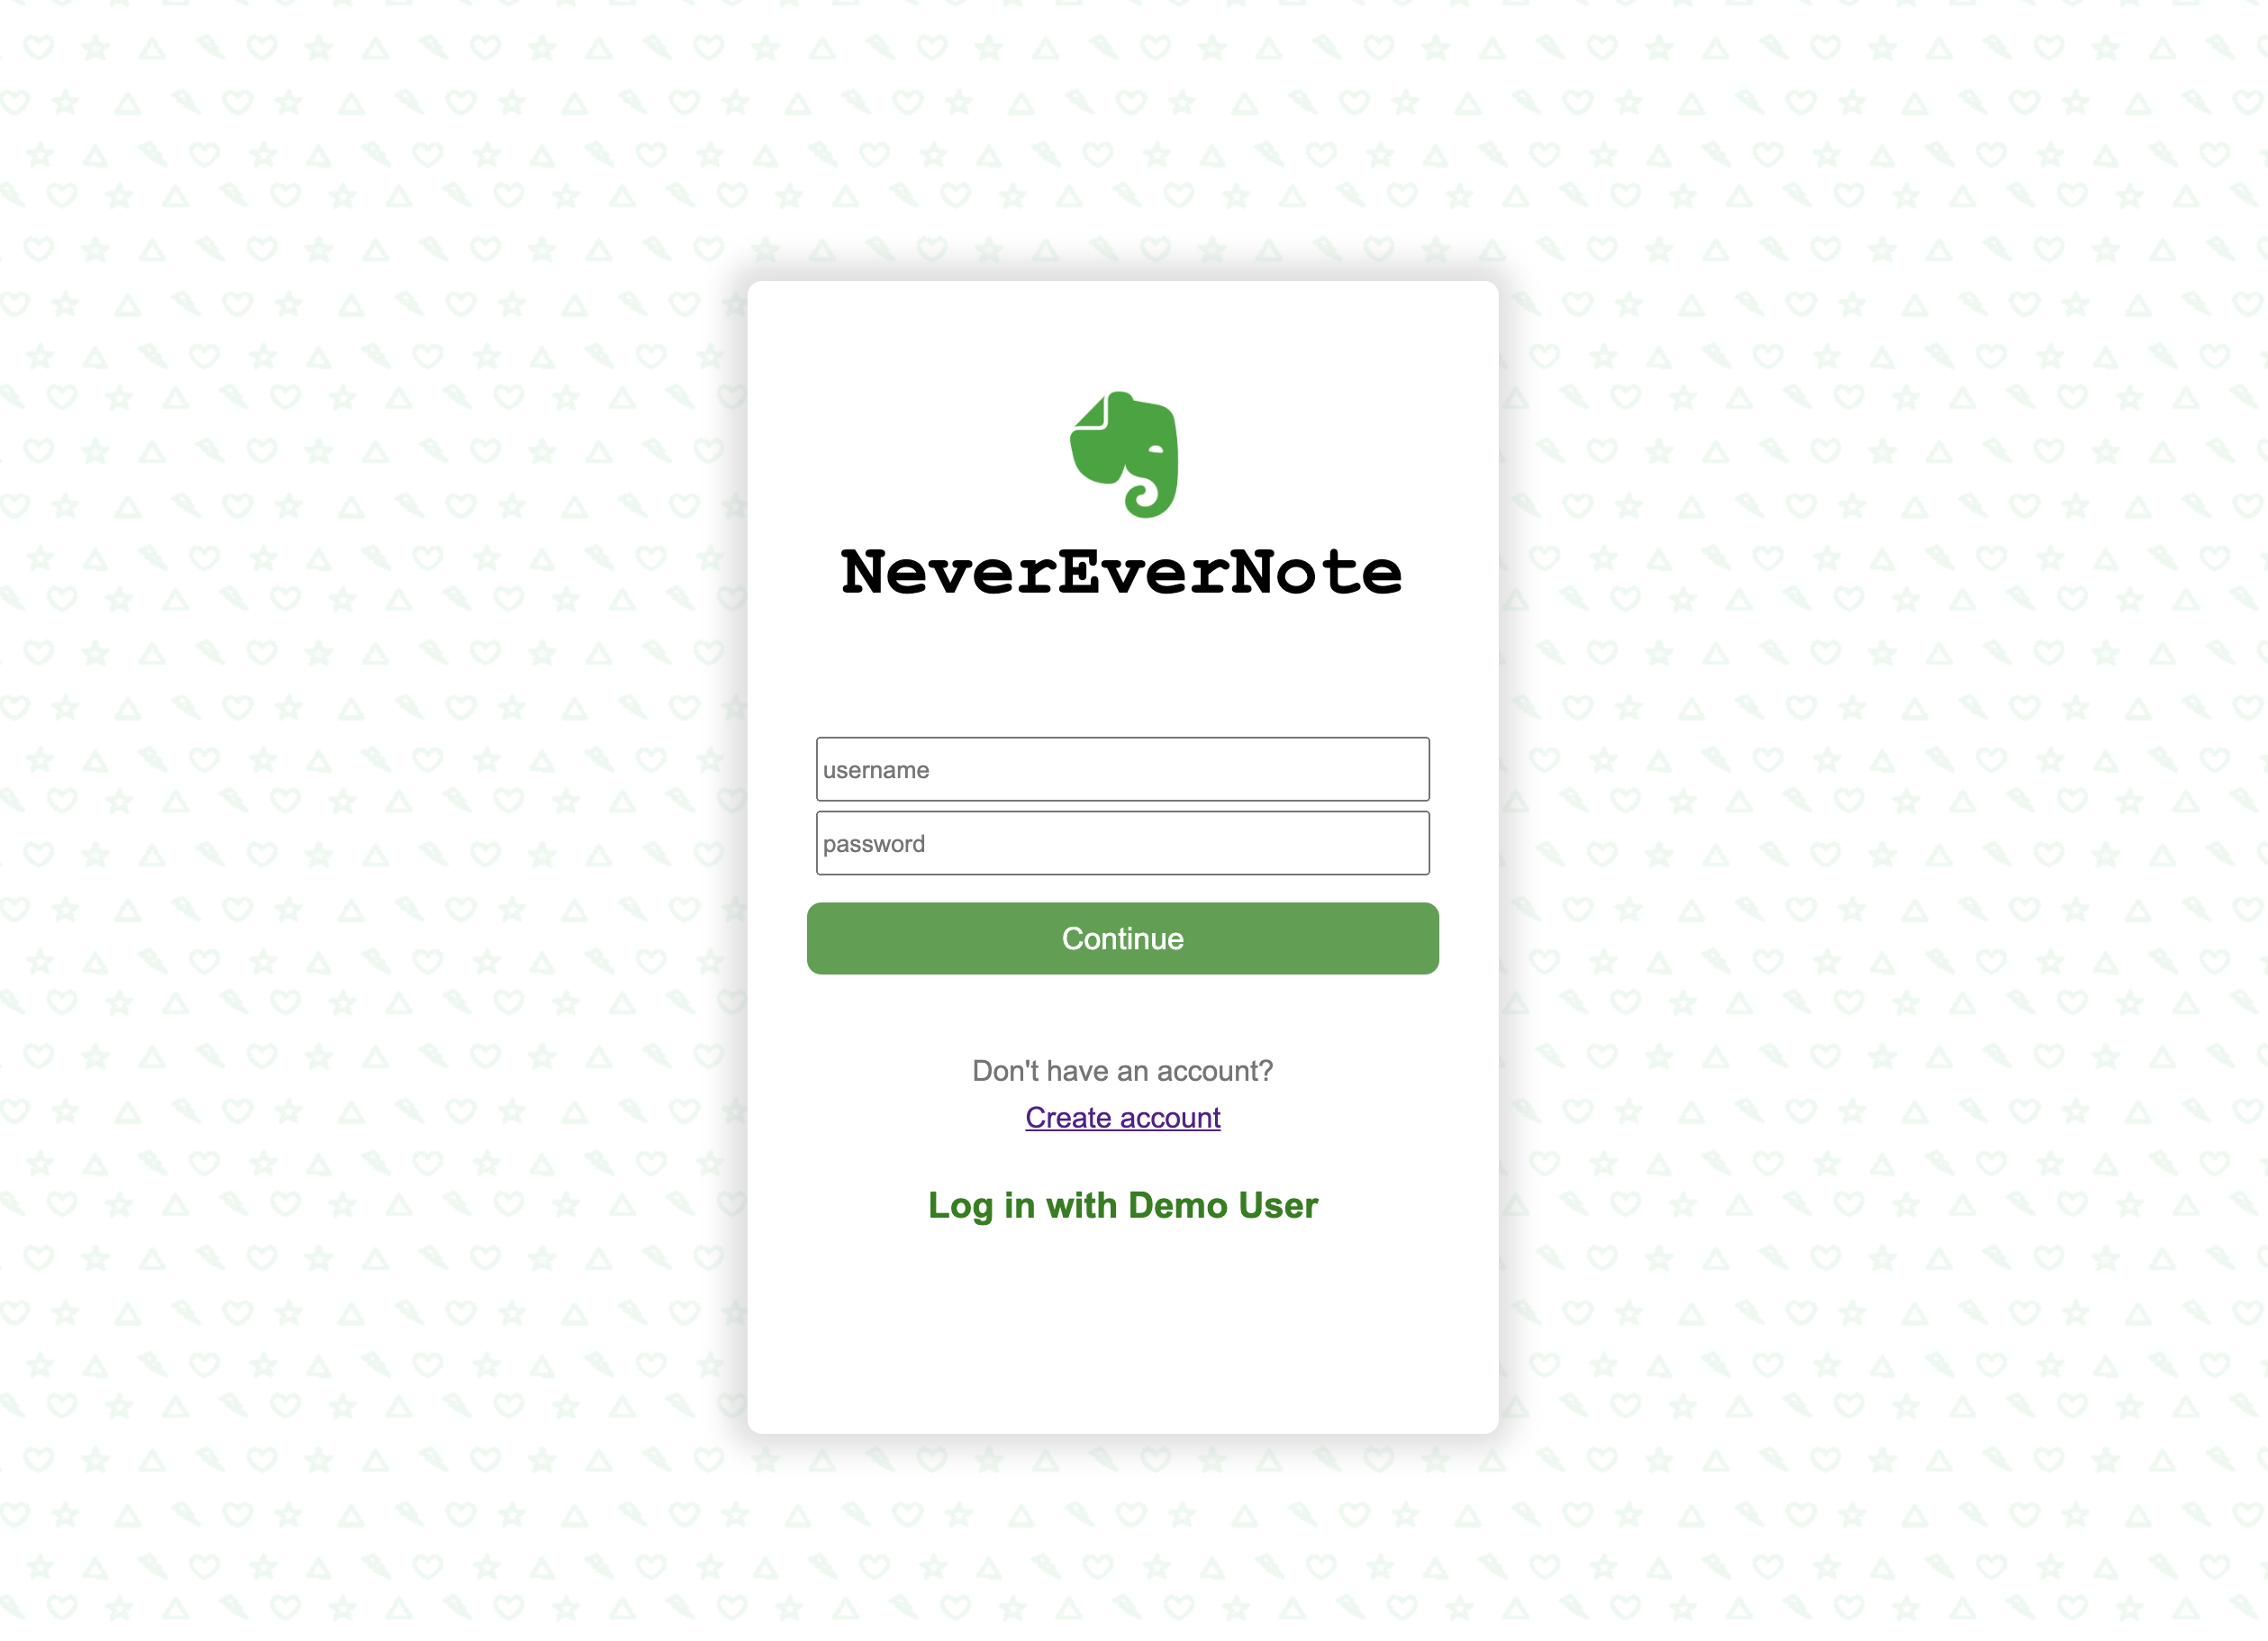 NeverEverNote
username
password
Continue
Don't have an account?
Create account
Log in with Demo User